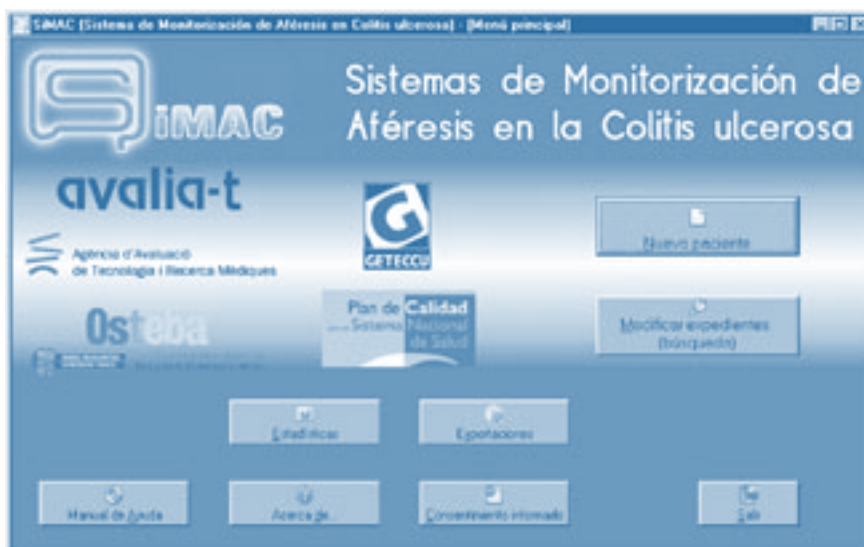 SiMAC (Sistema de Monitorización de Aféresis en Colitis ulcerosa) - [Menú principal]
SiMAC
Sistemas de Monitorización de
Aféresis en la Colitis ulcerosa
avalia-t
Agència d'Avaluació
de Tecnologia i Recerca Mèdiques
G
GETECCU
Nuevo paciente
Osteba
Plan de Calidad
Sistema Nacional
de Salud
Modificar expedientes
(búsqueda)
Estadísticas
Exportaciones
Manual de Ayuda
Acerca de...
Consentimiento informado
Salir